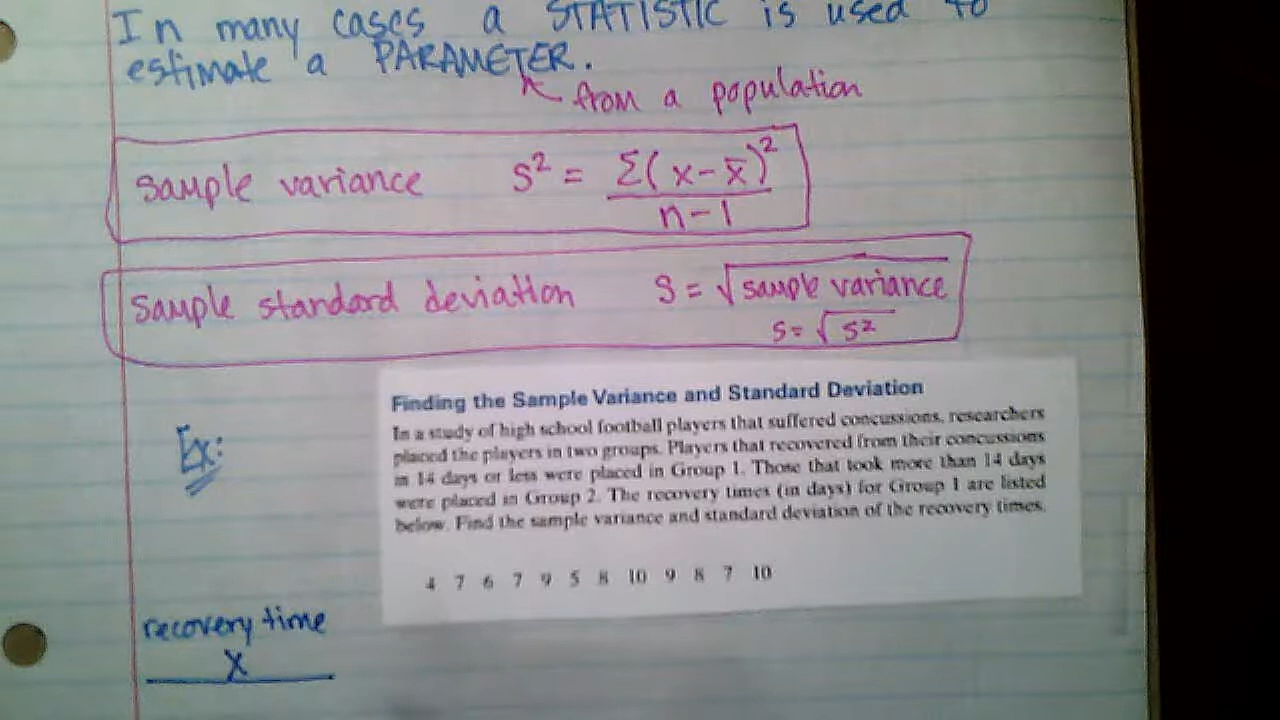 In many cases a STATISTIC is used to
estimate a PARAMETER.
from a population
sample variance s² = Σ(x-x̄)² / n-1
sample standard deviation s = √sample variance
s= √s²
Finding the Sample Variance and Standard Deviation
In a study of high school football players that suffered concussions, researchers
placed the players in two groups. Players that recovered from their concussions
in 14 days or less were placed in Group 1. Those that took more than 14 days
were placed in Group 2. The recovery times (in days) for Group 1 are listed
below. Find the sample variance and standard deviation of the recovery times.
Ex:
4 7 6 7 9 5 8 10 9 8 7 10
recovery time
x